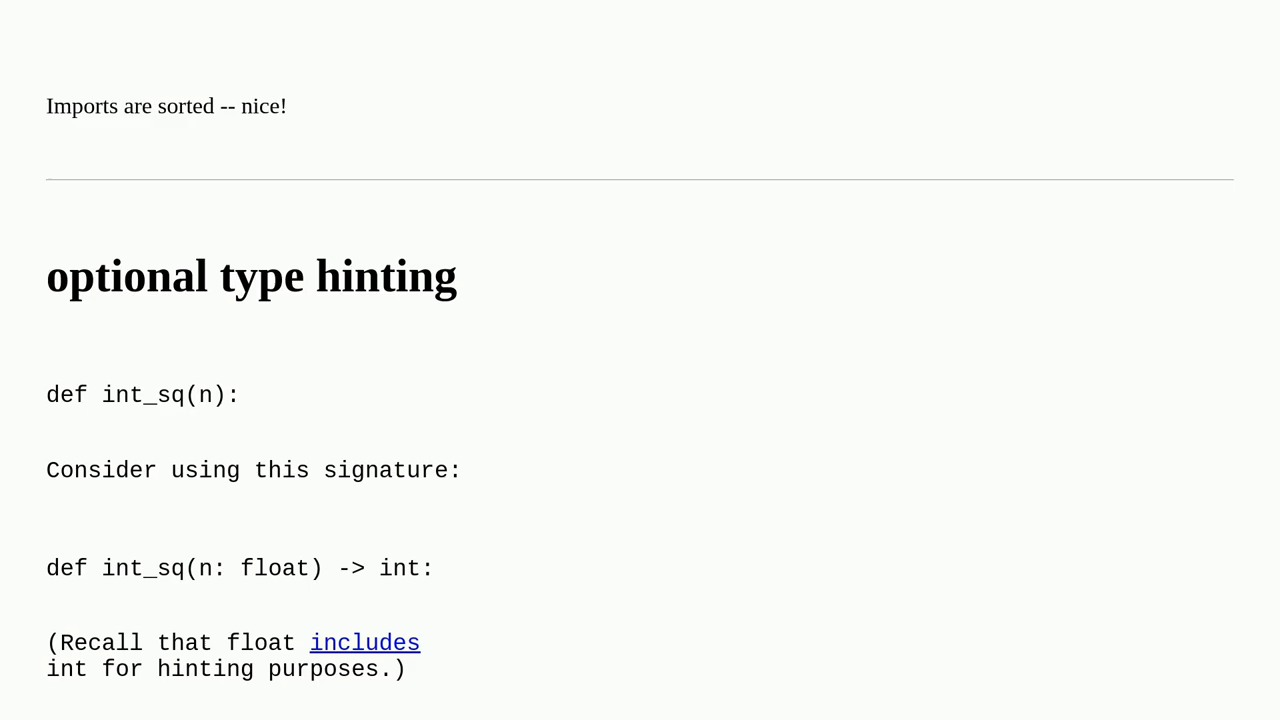 Imports are sorted -- nice!
optional type hinting
def int_sq(n):
Consider using this signature:
def int_sq(n: float) -> int:
(Recall that float includes
int for hinting purposes.)